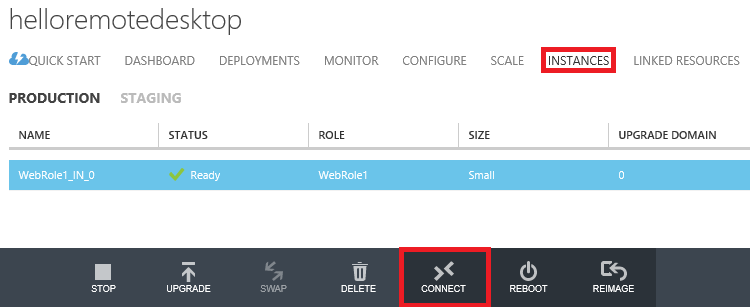 helloremotedesktop
QUICK START DASHBOARD DEPLOYMENTS MONITOR CONFIGURE SCALE INSTANCES LINKED RESOURCES
PRODUCTION STAGING
NAME STATUS ROLE SIZE UPGRADE DOMAIN
WebRole1_IN_0 Ready WebRole1 Small 0
STOP UPGRADE SWAP DELETE CONNECT REBOOT REIMAGE